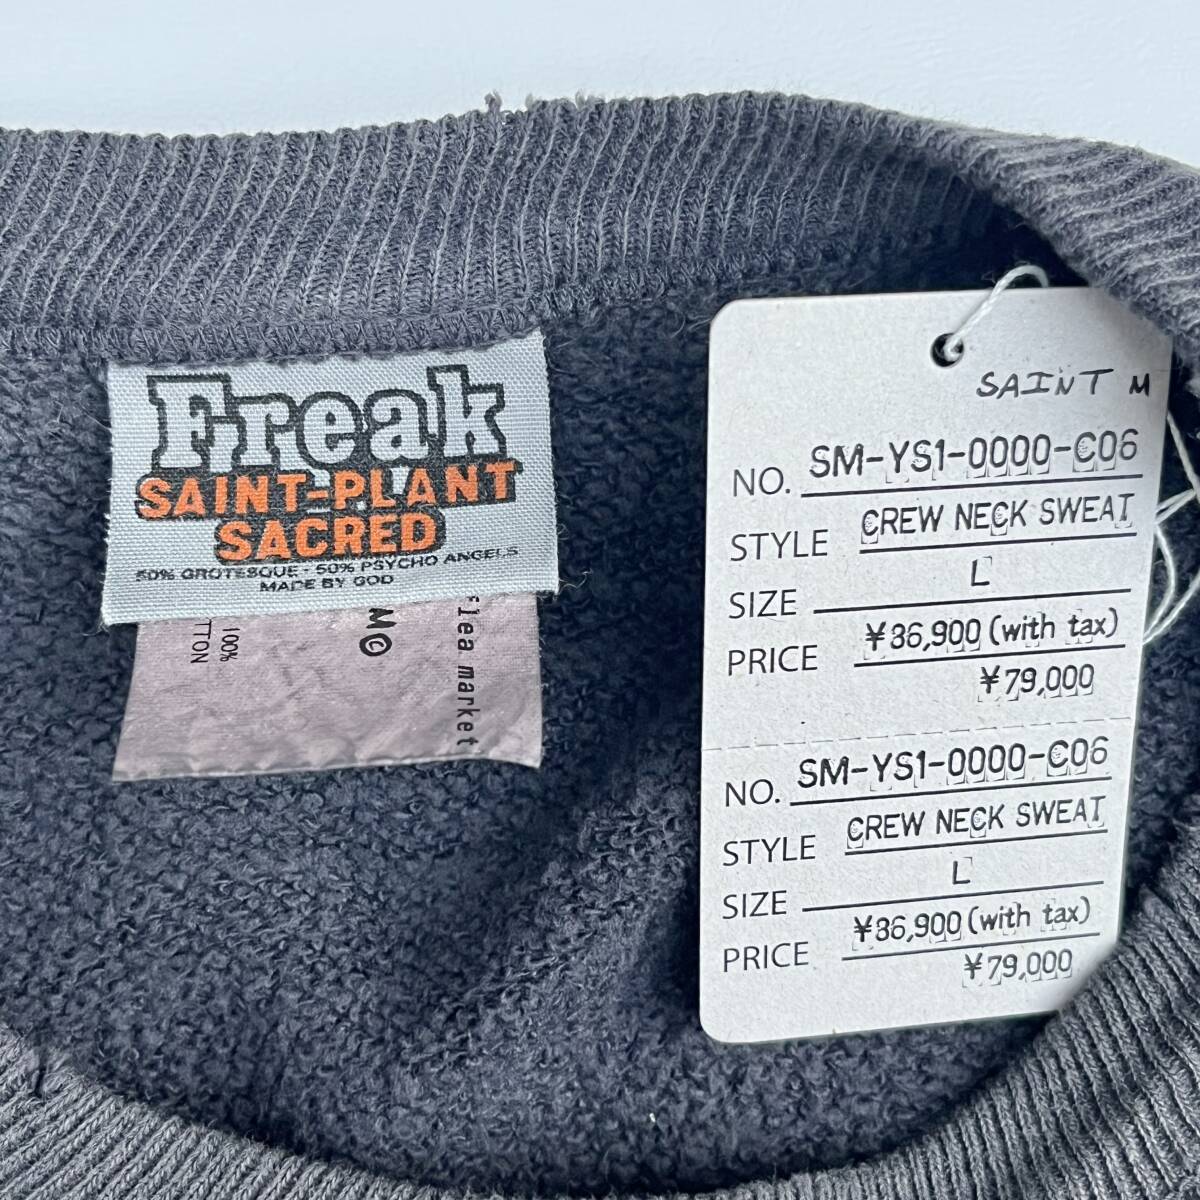 Freak
SAINT-PLANT
SACRED
50% GROTESQUE - 50% PSYCHO ANGELS
MADE BY GOD
flea market
M©
100%
TTON
SAINT M
NO. SM-YS1-0000-C06
STYLE CREW NECK SWEAT
SIZE L
PRICE ¥86,900 (with tax)
¥79,000
NO. SM-YS1-0000-C06
STYLE CREW NECK SWEAT
SIZE L
PRICE ¥86,900 (with tax)
¥79,000